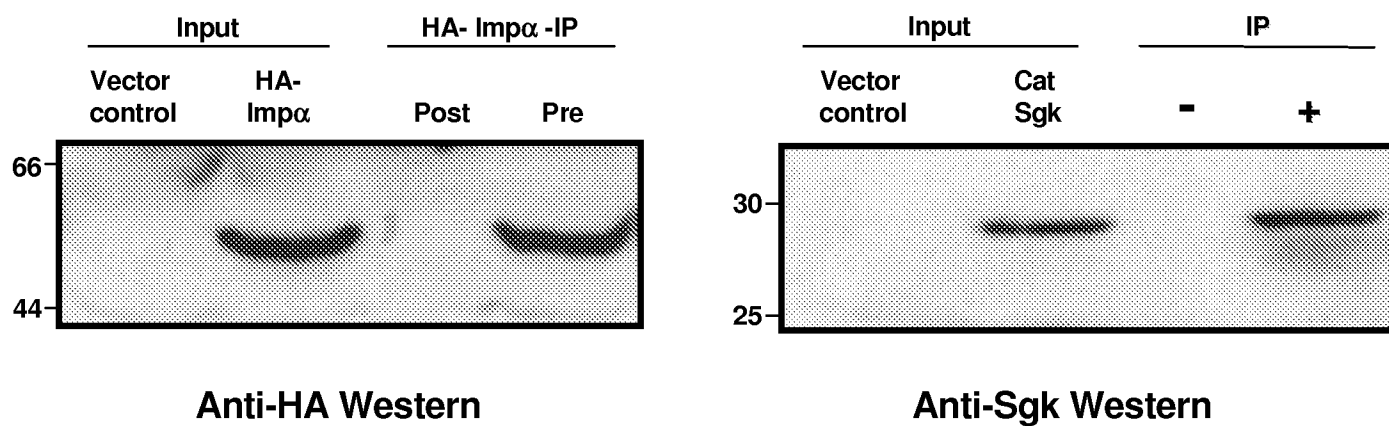 Input
HA- Impα -IP
Vector control
HA-Impα
Post
Pre
66
44
Anti-HA Western
Input
IP
Vector control
Cat Sgk
-
+
30
25
Anti-Sgk Western